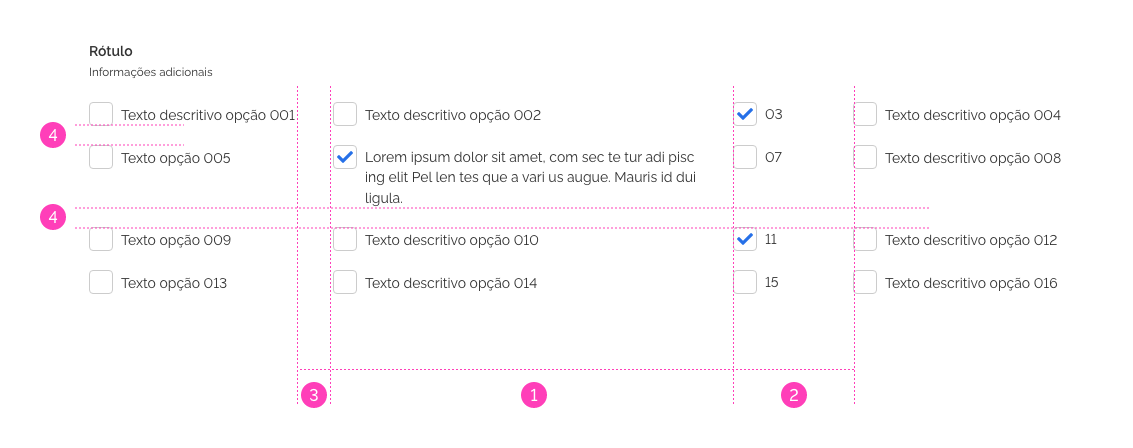 Rótulo
Informações adicionais
Texto descritivo opção 001
Texto descritivo opção 002
03
Texto descritivo opção 004
4
Texto opção 005
Lorem ipsum dolor sit amet, com sec te tur adi pisc
ing elit Pel len tes que a vari us augue. Mauris id dui
ligula.
07
Texto descritivo opção 008
4
Texto opção 009
Texto descritivo opção 010
11
Texto descritivo opção 012
Texto opção 013
Texto descritivo opção 014
15
Texto descritivo opção 016
3
1
2